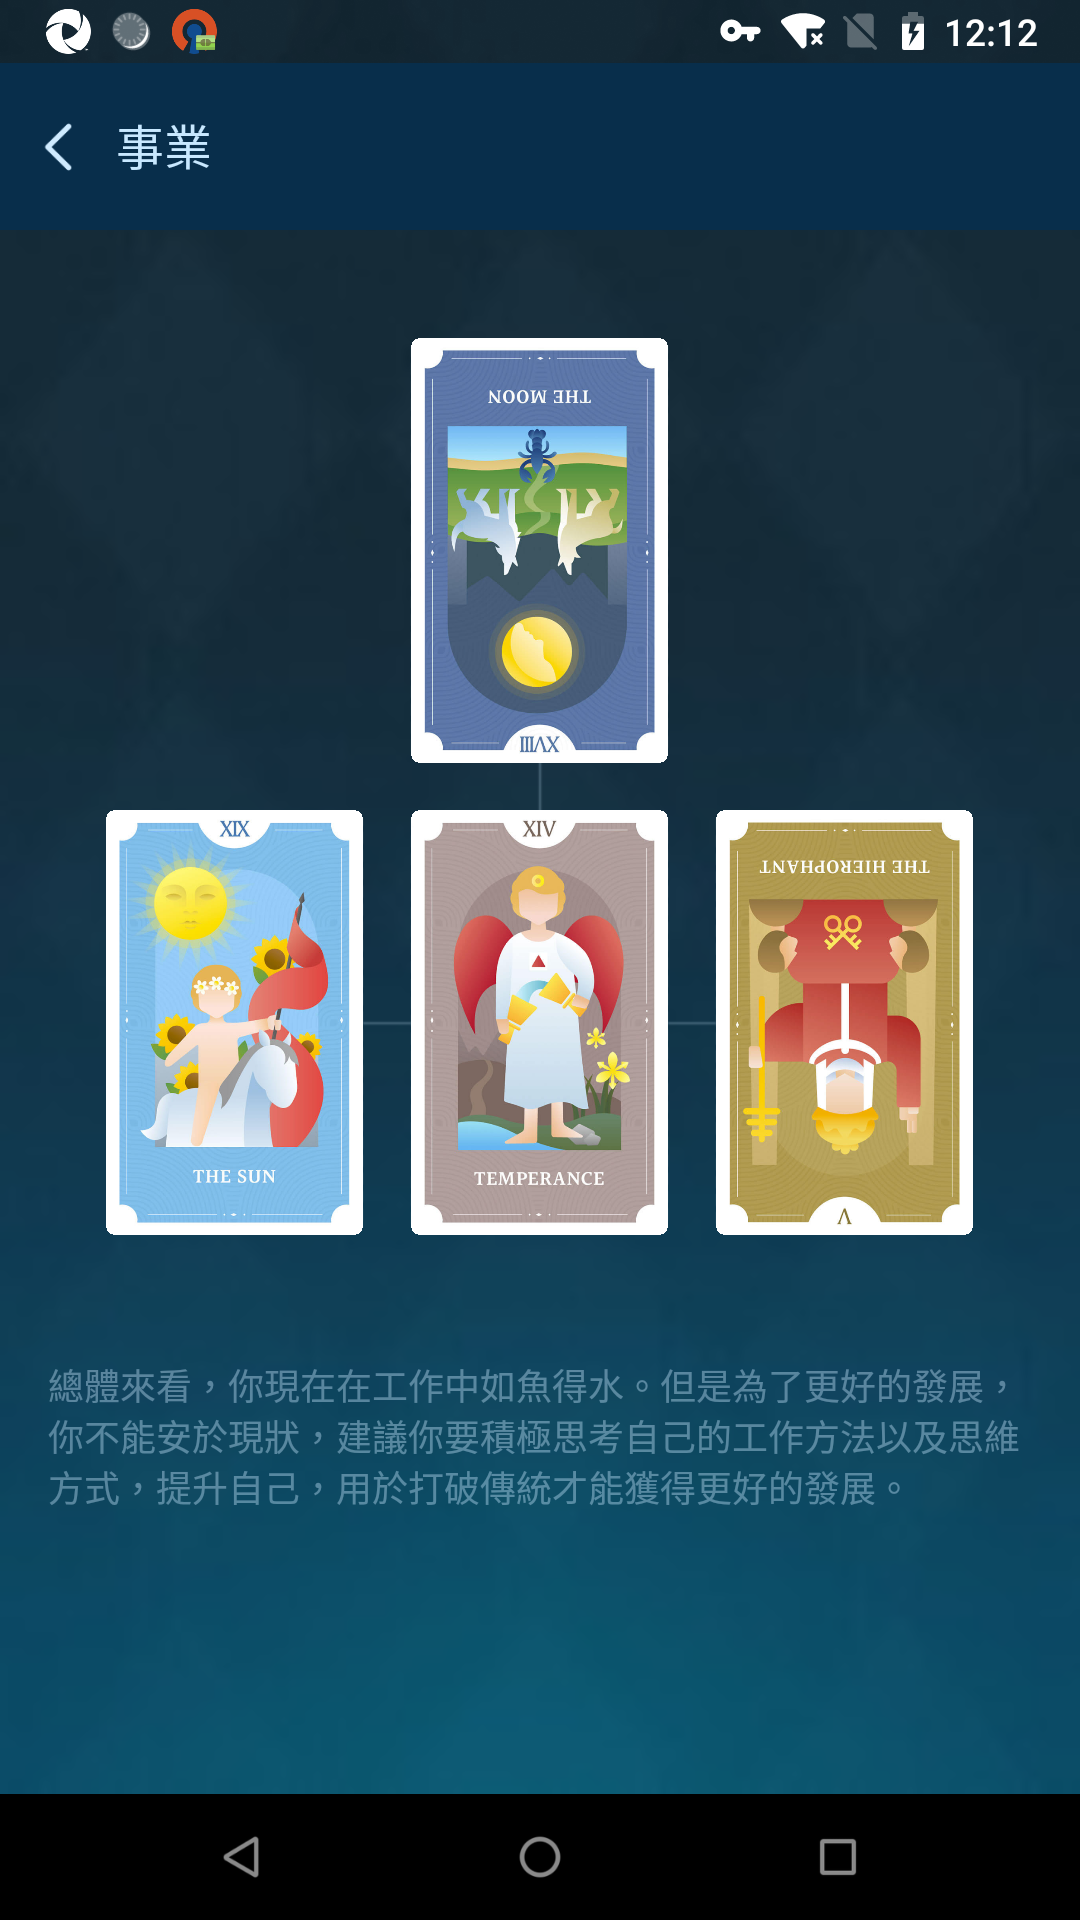 12:12
事業
THE MOON
XVIII
XIX
XIV
THE HIEROPHANT
THE SUN
TEMPERANCE
V
總體來看，你現在在工作中如魚得水。但是為了更好的發展，
你不能安於現狀，建議你要積極思考自己的工作方法以及思維
方式，提升自己，用於打破傳統才能獲得更好的發展。